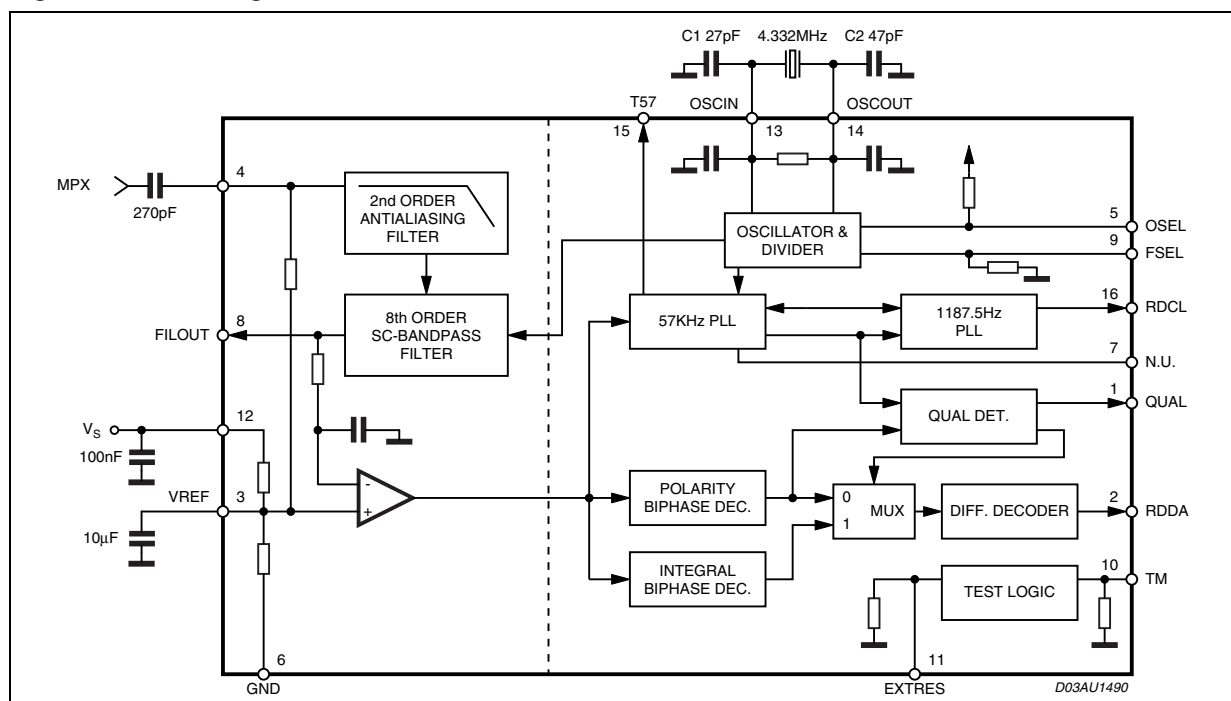 C1 27pF 4.332MHz C2 47pF
T57 OSCIN OSCOUT
15 13 14
MPX
270pF
4
2nd ORDER
ANTIALIASING
FILTER
OSCILLATOR &
DIVIDER
5
OSEL
9
FSEL
FILOUT
8
8th ORDER
SC-BANDPASS
FILTER
57KHz PLL
1187.5Hz
PLL
16
RDCL
7
N.U.
1
QUAL
QUAL DET.
VS
12
100nF
VREF
3
10µF
-
+
POLARITY
BIPHASE DEC.
0
MUX
1
DIFF. DECODER
2
RDDA
INTEGRAL
BIPHASE DEC.
TEST LOGIC
10
TM
6
GND
11
EXTRES
D03AU1490